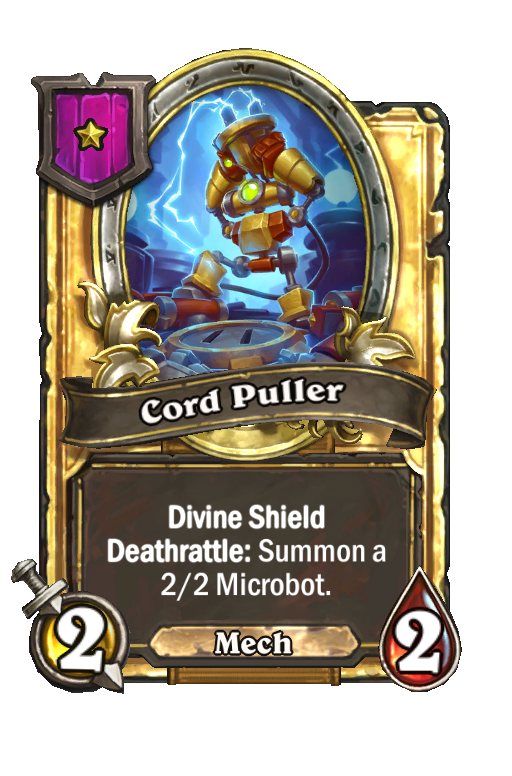 Cord Puller
Divine Shield
Deathrattle: Summon a
2/2 Microbot.
2
Mech
2